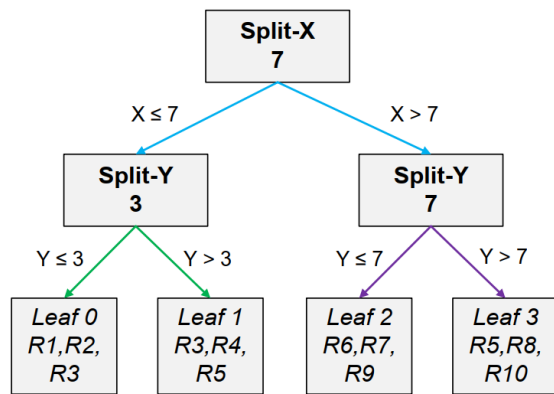 Split-X
7
X ≤ 7
X > 7
Split-Y
3
Split-Y
7
Y ≤ 3
Y > 3
Y ≤ 7
Y > 7
Leaf 0
R1,R2,
R3
Leaf 1
R3,R4,
R5
Leaf 2
R6,R7,
R9
Leaf 3
R5,R8,
R10